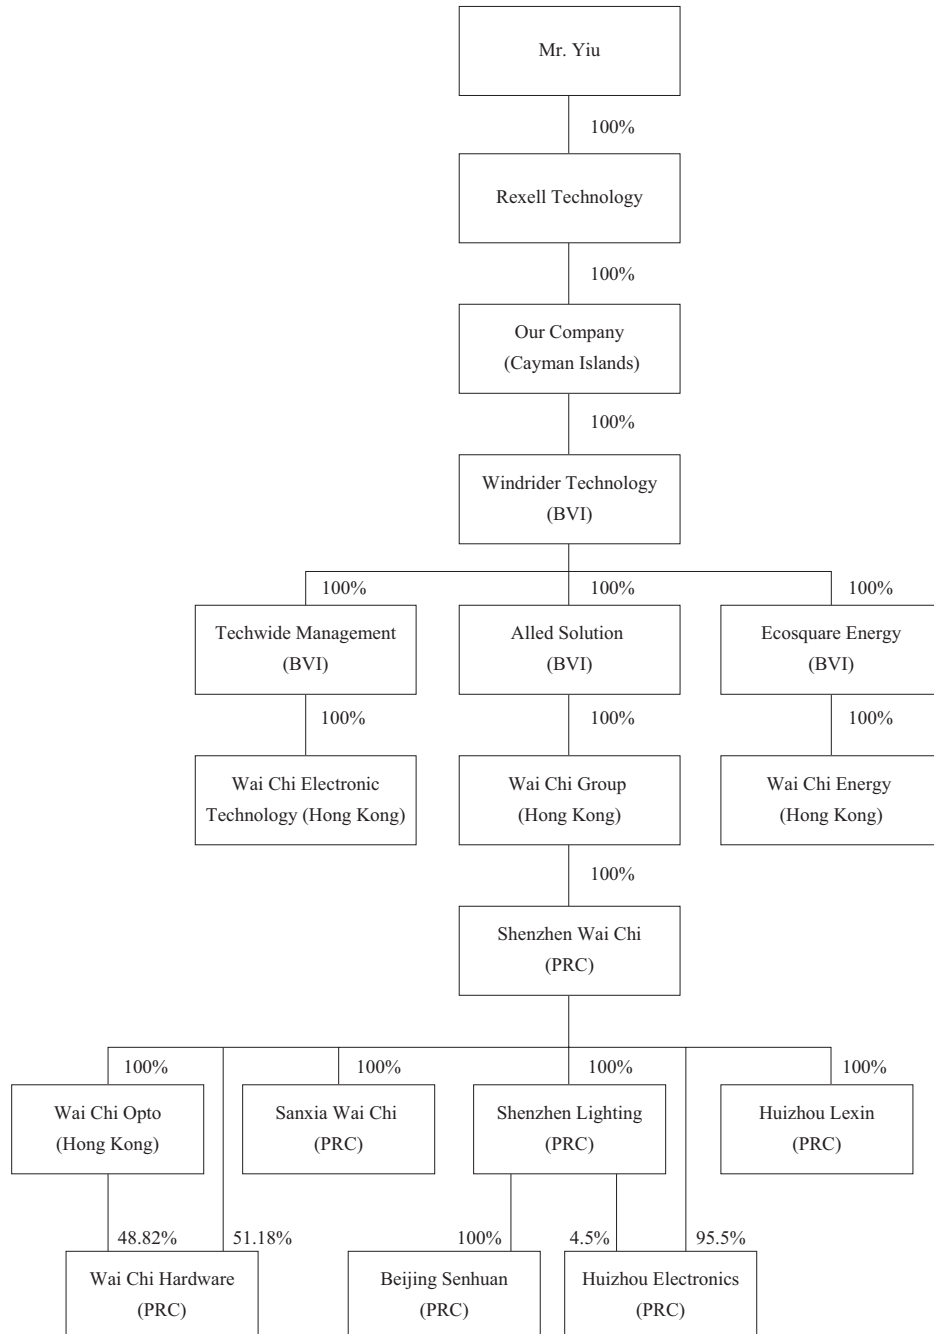 Mr. Yiu
100%
Rexell Technology
100%
Our Company
(Cayman Islands)
100%
Windrider Technology
(BVI)
100%
100%
100%
Techwide Management
(BVI)
Alled Solution
(BVI)
Ecosquare Energy
(BVI)
100%
100%
100%
Wai Chi Electronic
Technology (Hong Kong)
Wai Chi Group
(Hong Kong)
Wai Chi Energy
(Hong Kong)
100%
Shenzhen Wai Chi
(PRC)
100%
100%
100%
100%
Wai Chi Opto
(Hong Kong)
Sanxia Wai Chi
(PRC)
Shenzhen Lighting
(PRC)
Huizhou Lexin
(PRC)
48.82%
51.18%
100%
4.5%
95.5%
Wai Chi Hardware
(PRC)
Beijing Senhuan
(PRC)
Huizhou Electronics
(PRC)